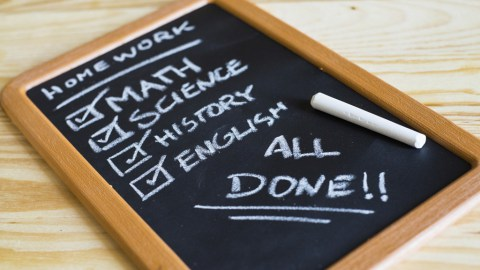 HOMEWORK
MATH
SCIENCE
HISTORY
ENGLISH
ALL
DONE!!